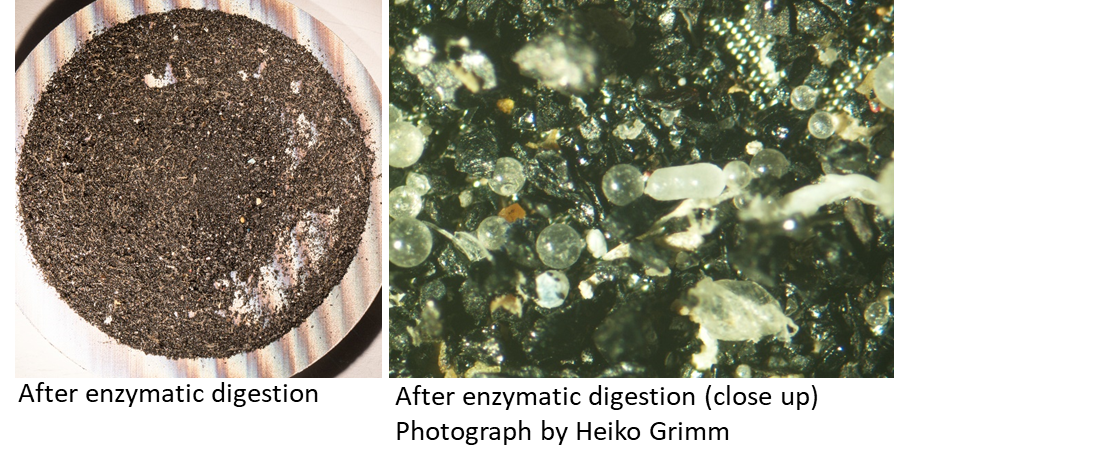 After enzymatic digestion
After enzymatic digestion (close up)
Photograph by Heiko Grimm